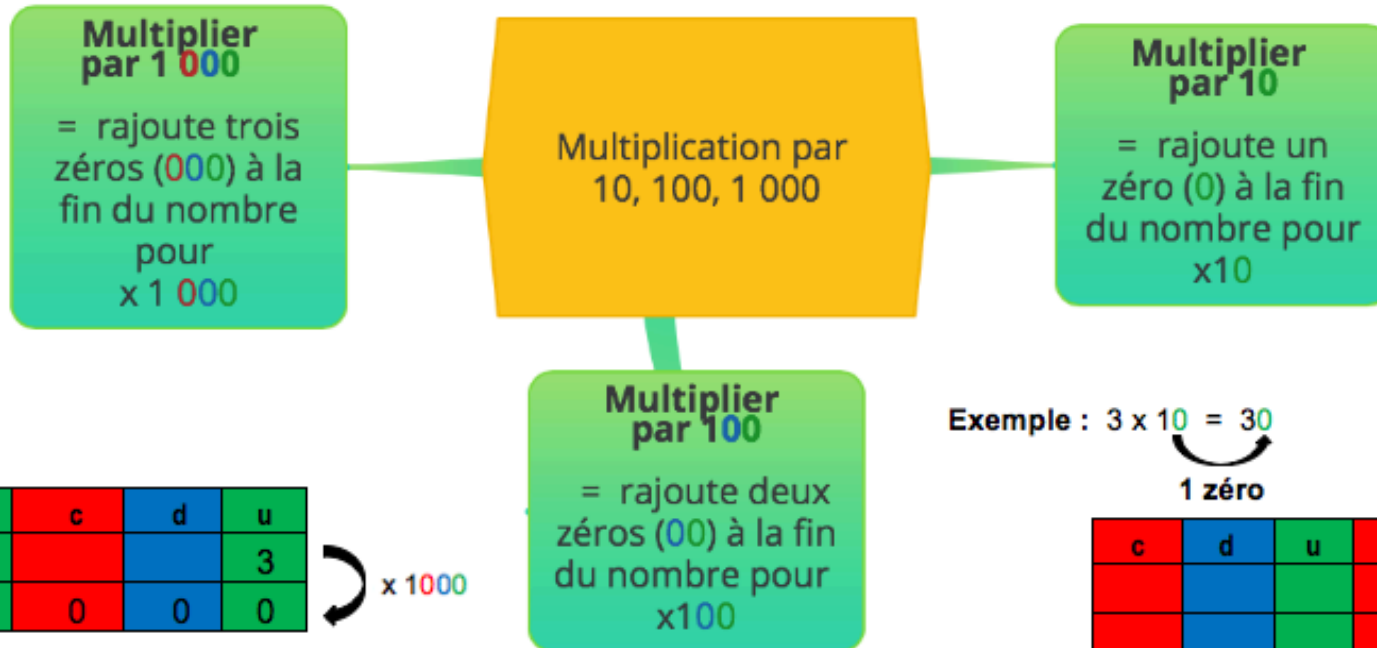 Multiplier
par 1 000
= rajoute trois
zéros (000) à la
fin du nombre
pour
x 1 000
Multiplication par
10, 100, 1 000
Multiplier
par 10
= rajoute un
zéro (0) à la fin
du nombre pour
x10
Multiplier
par 100
= rajoute deux
zéros (00) à la fin
du nombre pour
x100
Exemple : 3 x 10 = 30
1 zéro
c d u
3
0 0 0
x 1000
c d u